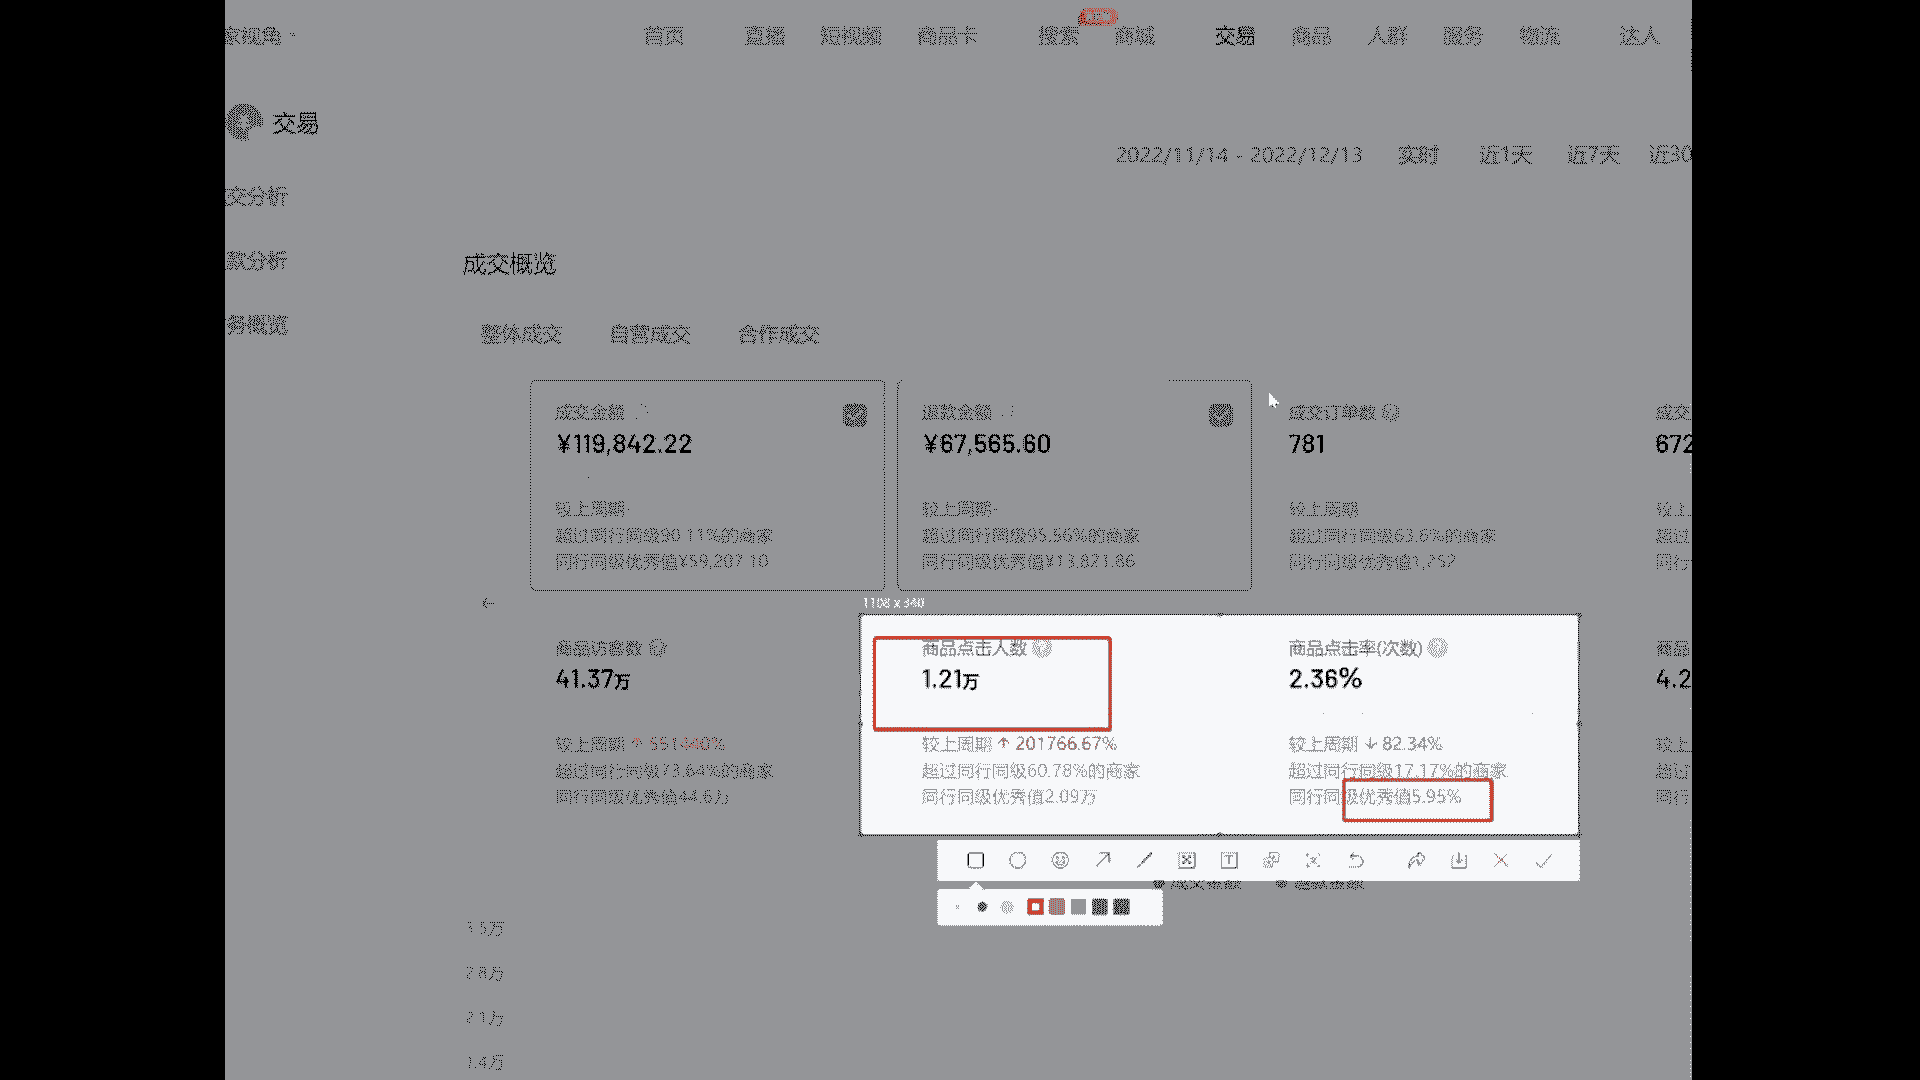 家视角
首页 直播 短视频 商品卡 搜索 商城 交易 商品 人群 服务 物流 达人
交易
2022/11/14 - 2022/12/13 实时 近1天 近7天 近30
交分析
款分析
务概览
成交概览
整体成交 自营成交 合作成交
成交金额 退款金额 成交订单数 成交
¥119,842.22 ¥67,565.60 781 672
较上周期- 较上周期- 较上周期 较上
超过同行同级90.11%的商家 超过同行同级95.56%的商家 超过同行同级63.6%的商家 超过
同行同级优秀值¥59,207.10 同行同级优秀值¥13,821.86 同行同级优秀值1,252 同行
1108 x 340
商品访客数 商品点击人数 商品点击率(次数) 商品
41.37万 1.21万 2.36% 4.2
较上周期 ↑ 551440% 较上周期 ↑ 201766.67% 较上周期 ↓ 82.34% 较上
超过同行同级73.64%的商家 超过同行同级60.78%的商家 超过同行同级17.17%的商家 超过
同行同级优秀值44.6万 同行同级优秀值2.09万 同行同级优秀值5.95% 同行
成交金额 退款金额
3.5万
2.8万
2.1万
1.4万